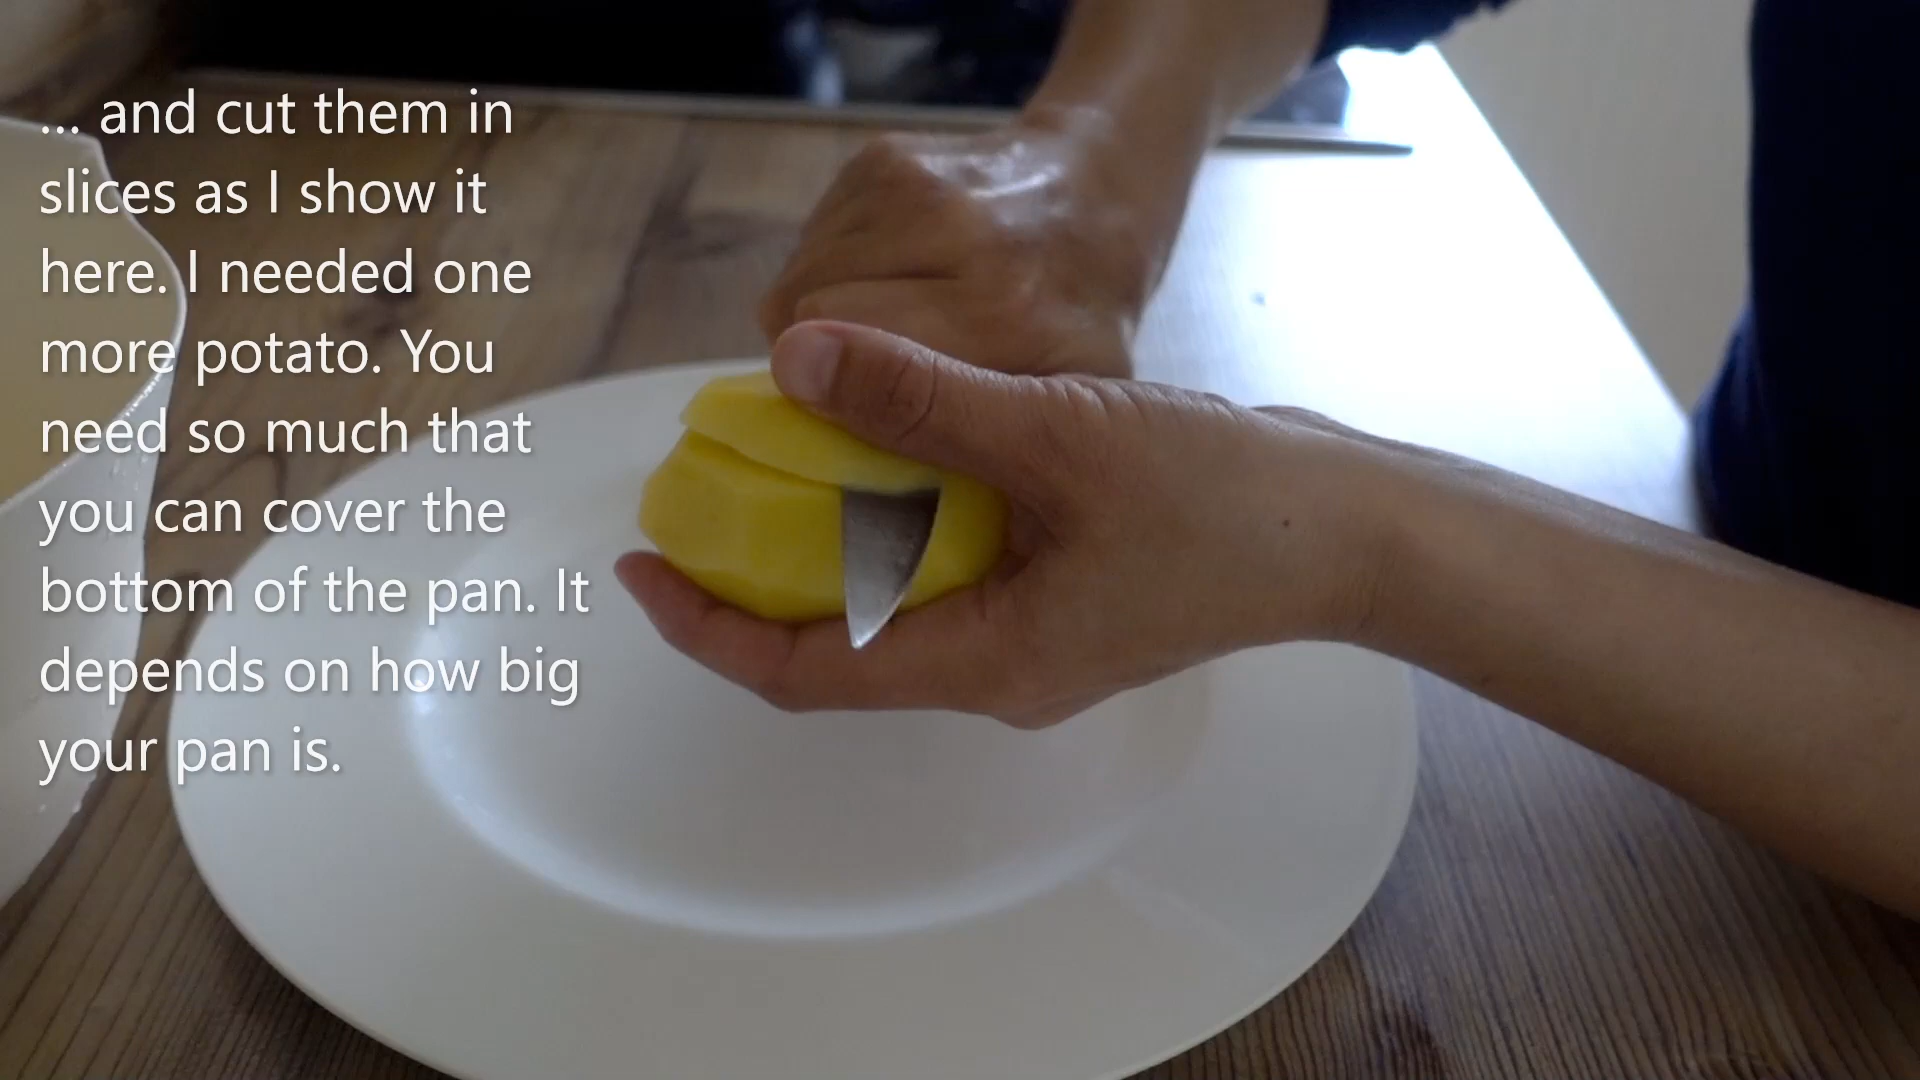 ... and cut them in
slices as I show it
here. I needed one
more potato. You
need so much that
you can cover the
bottom of the pan. It
depends on how big
your pan is.